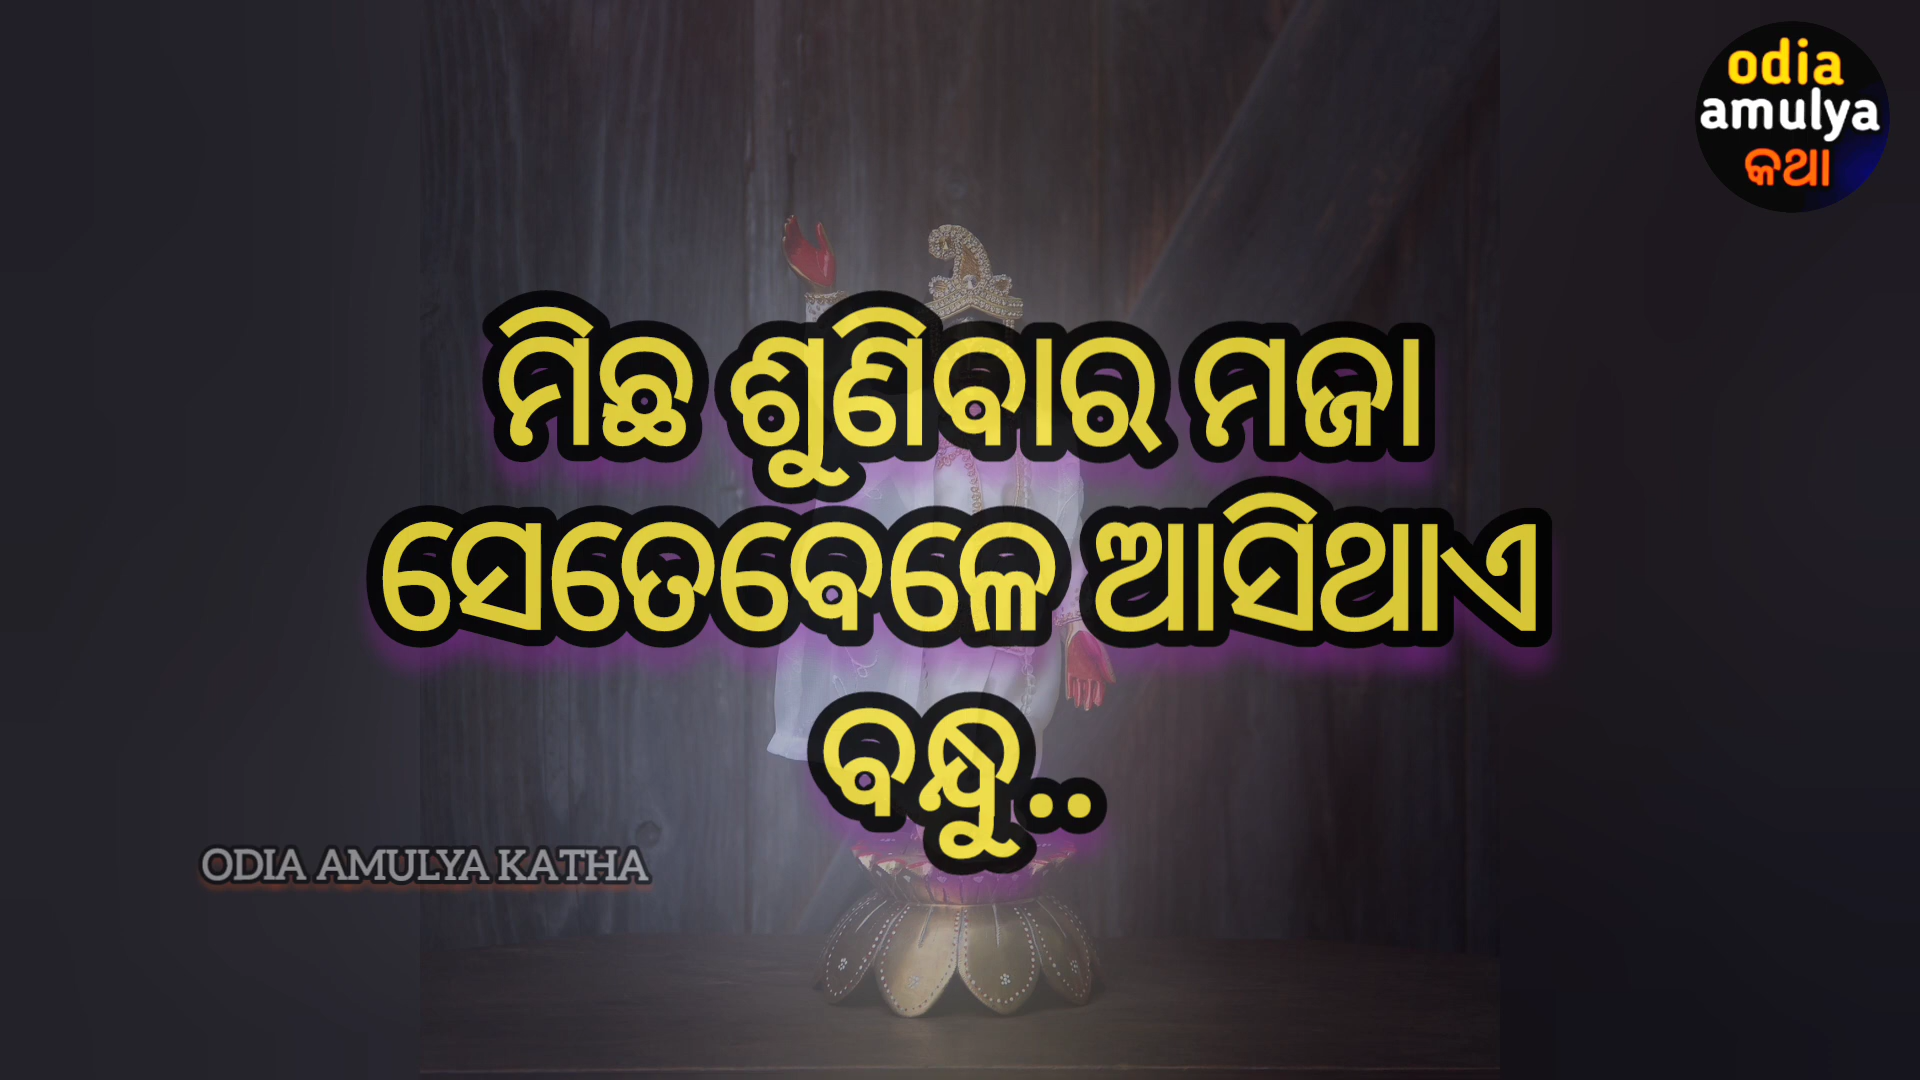 odia
amulya
କଥା
ମିଛ ଶୁଣିବାର ମଜା
ସେତେବେଳେ ଆସିଥାଏ
ବନ୍ଧୁ..
ODIA AMULYA KATHA